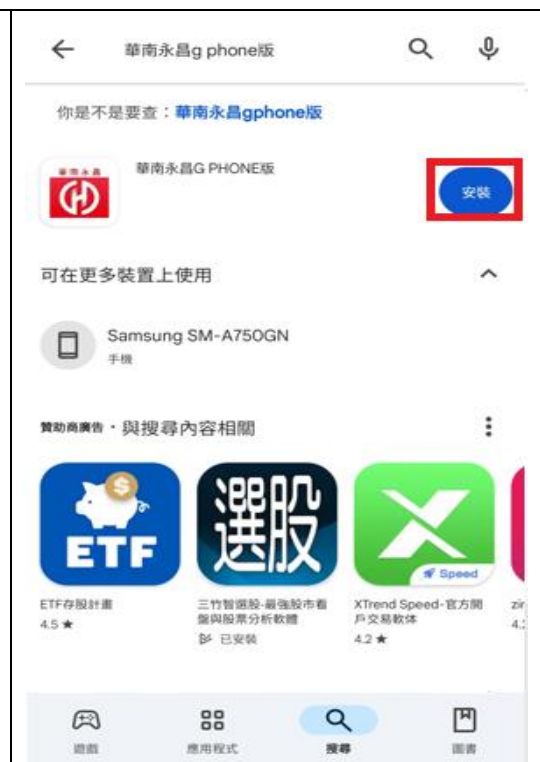 華南永昌g phone版
你是不是要查：華南永昌gphone版
華南永昌
華南永昌G PHONE版
安裝
可在更多裝置上使用
Samsung SM-A750GN
手機
贊助商廣告・與搜尋內容相關
ETF
選股
Speed
ETF存股計畫
4.5 ★
三竹智選股-最強股市看
盤與股票分析軟體
已安裝
XTrend Speed-官方開
戶交易軟体
4.2 ★
遊戲
應用程式
搜尋
圖書